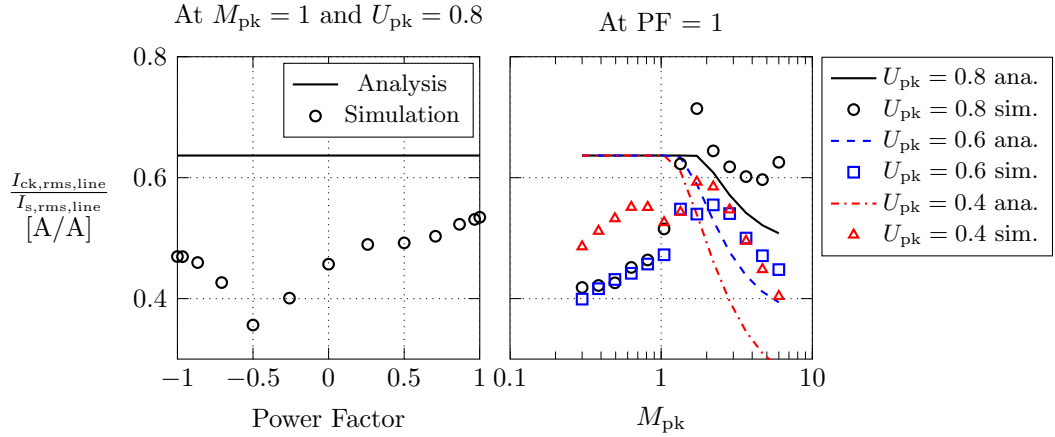 At M_pk = 1 and U_pk = 0.8
At PF = 1
0.8
0.6
0.4
I_ck,rms,line
I_s,rms,line
[A/A]
Analysis
Simulation
−1
−0.5
0
0.5
1
Power Factor
0.1
1
10
M_pk
U_pk = 0.8 ana.
U_pk = 0.8 sim.
U_pk = 0.6 ana.
U_pk = 0.6 sim.
U_pk = 0.4 ana.
U_pk = 0.4 sim.